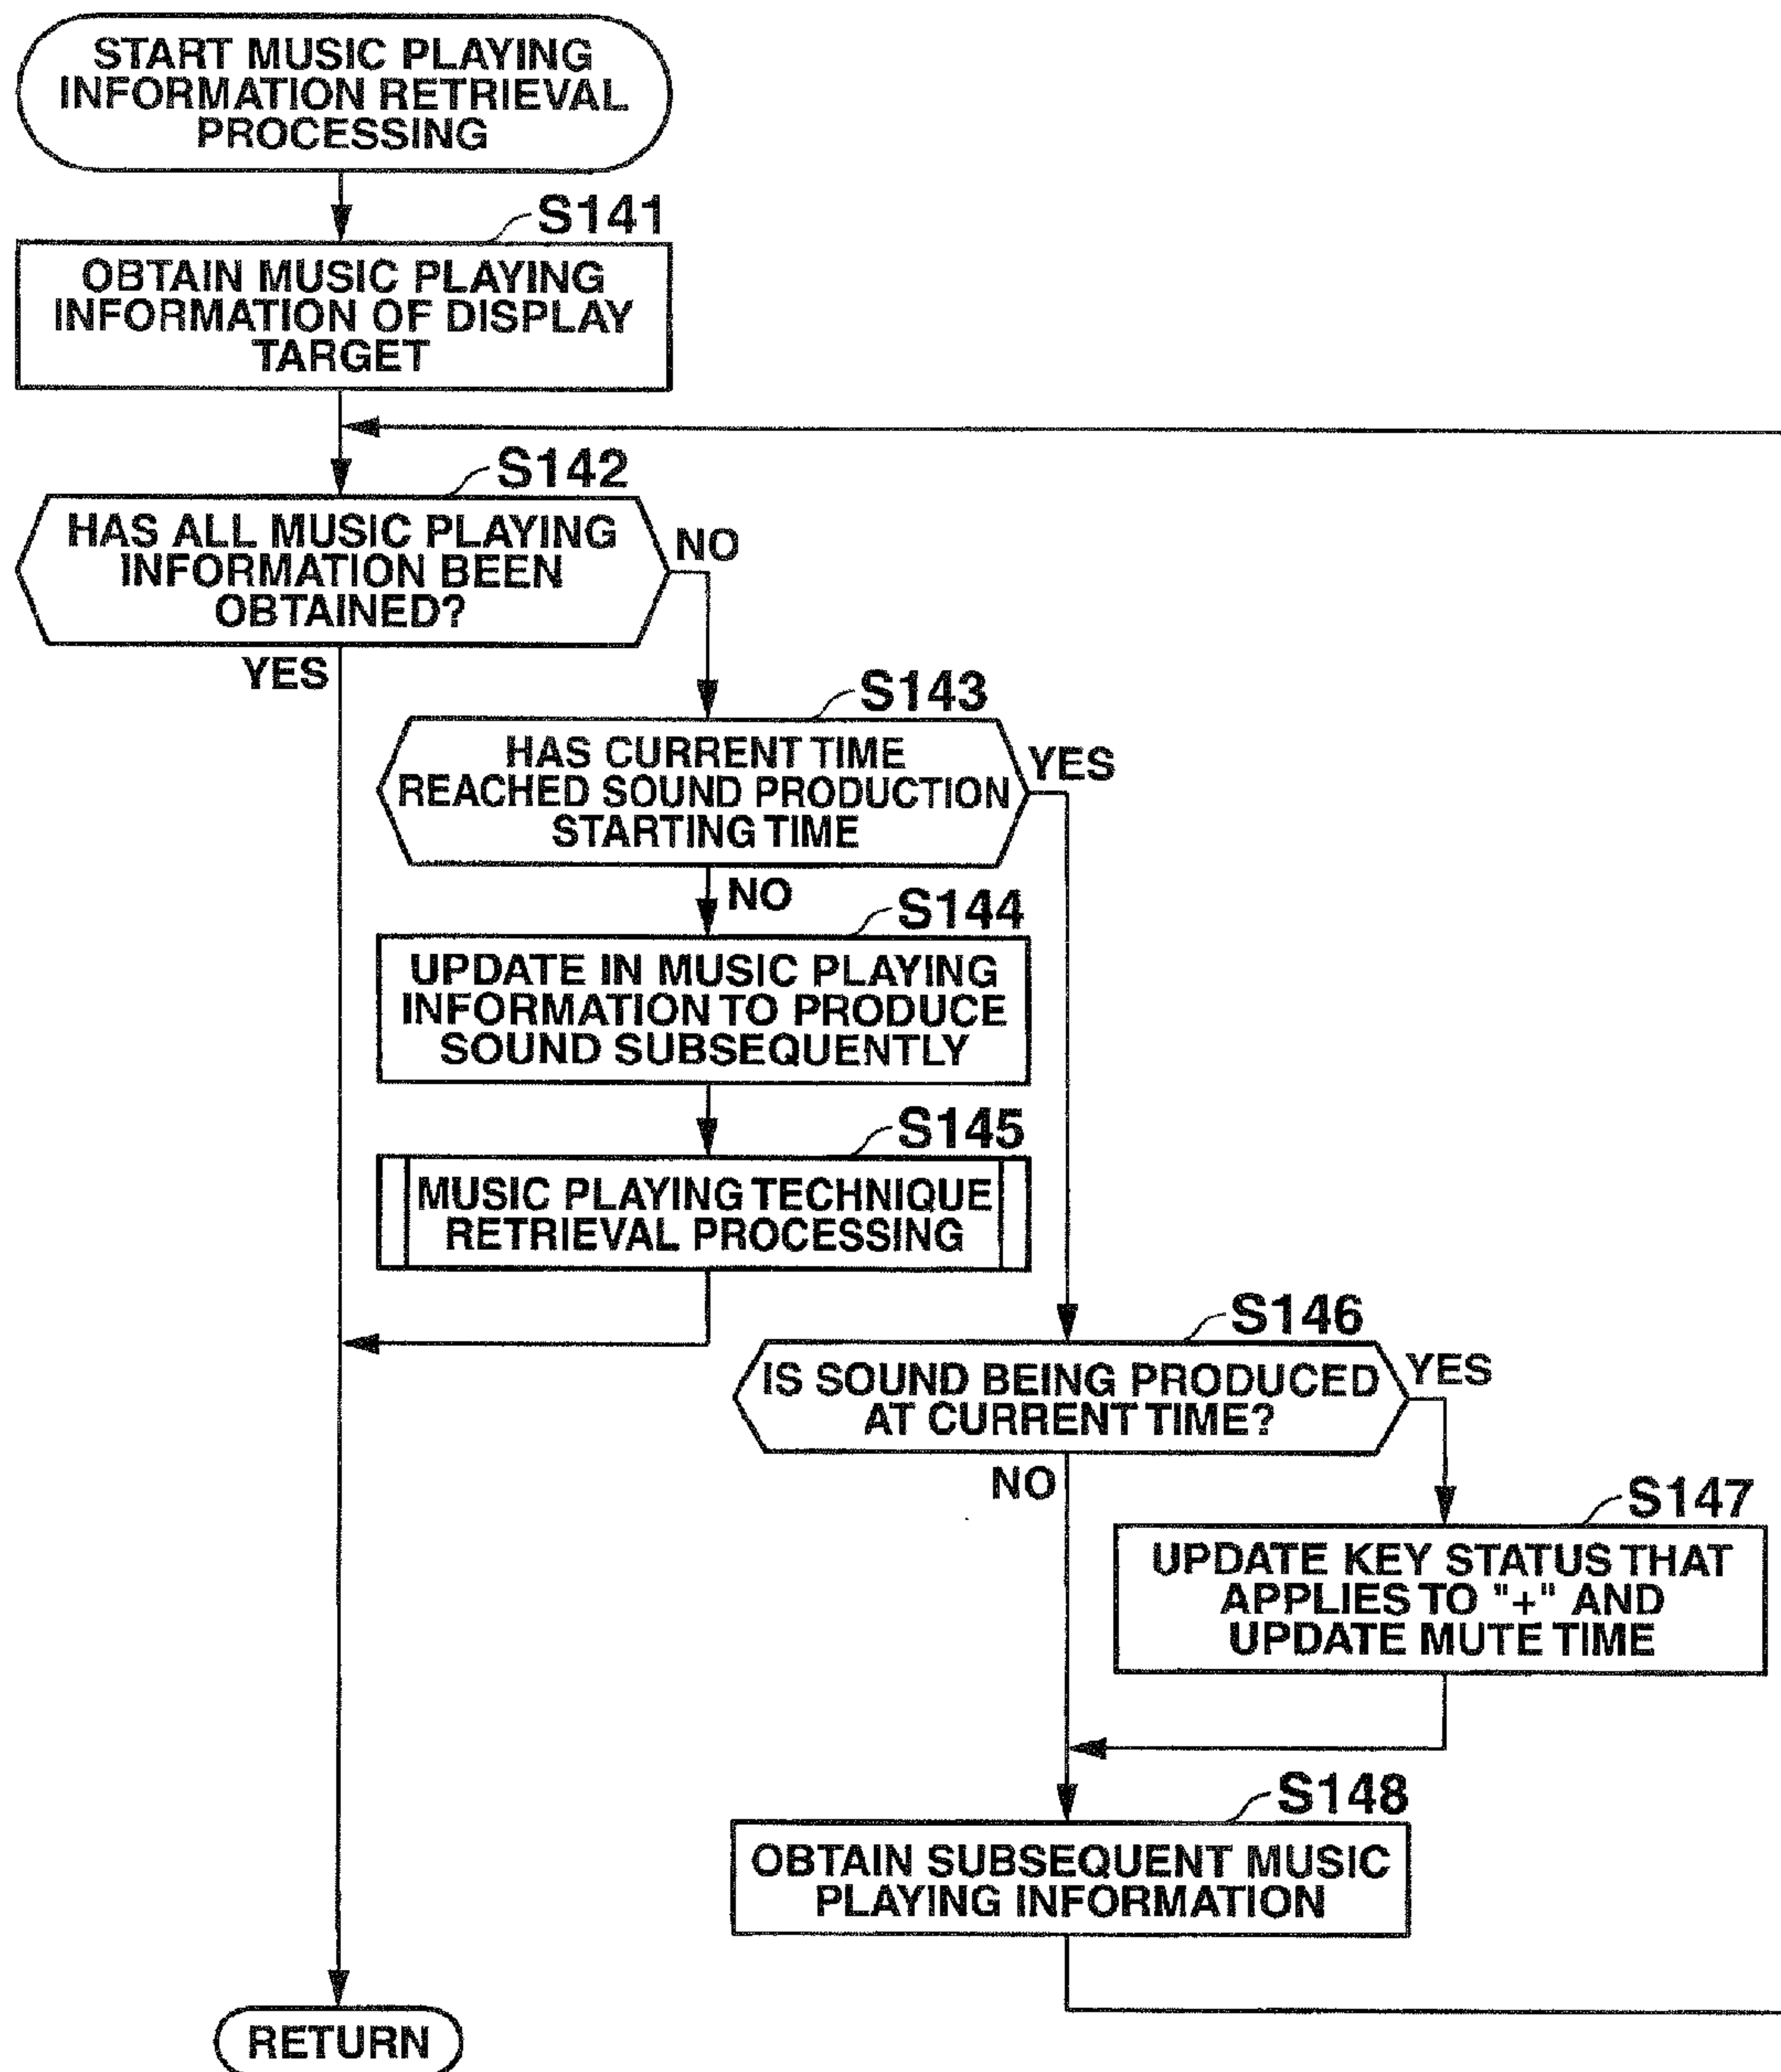 START MUSIC PLAYING
INFORMATION RETRIEVAL
PROCESSING
S141
OBTAIN MUSIC PLAYING
INFORMATION OF DISPLAY
TARGET
S142
HAS ALL MUSIC PLAYING
INFORMATION BEEN
OBTAINED?
NO
YES
S143
HAS CURRENT TIME
REACHED SOUND PRODUCTION
STARTING TIME
YES
NO
S144
UPDATE IN MUSIC PLAYING
INFORMATION TO PRODUCE
SOUND SUBSEQUENTLY
S145
MUSIC PLAYING TECHNIQUE
RETRIEVAL PROCESSING
S146
IS SOUND BEING PRODUCED
AT CURRENT TIME?
YES
NO
S147
UPDATE KEY STATUS THAT
APPLIES TO "+" AND
UPDATE MUTE TIME
S148
OBTAIN SUBSEQUENT MUSIC
PLAYING INFORMATION
RETURN